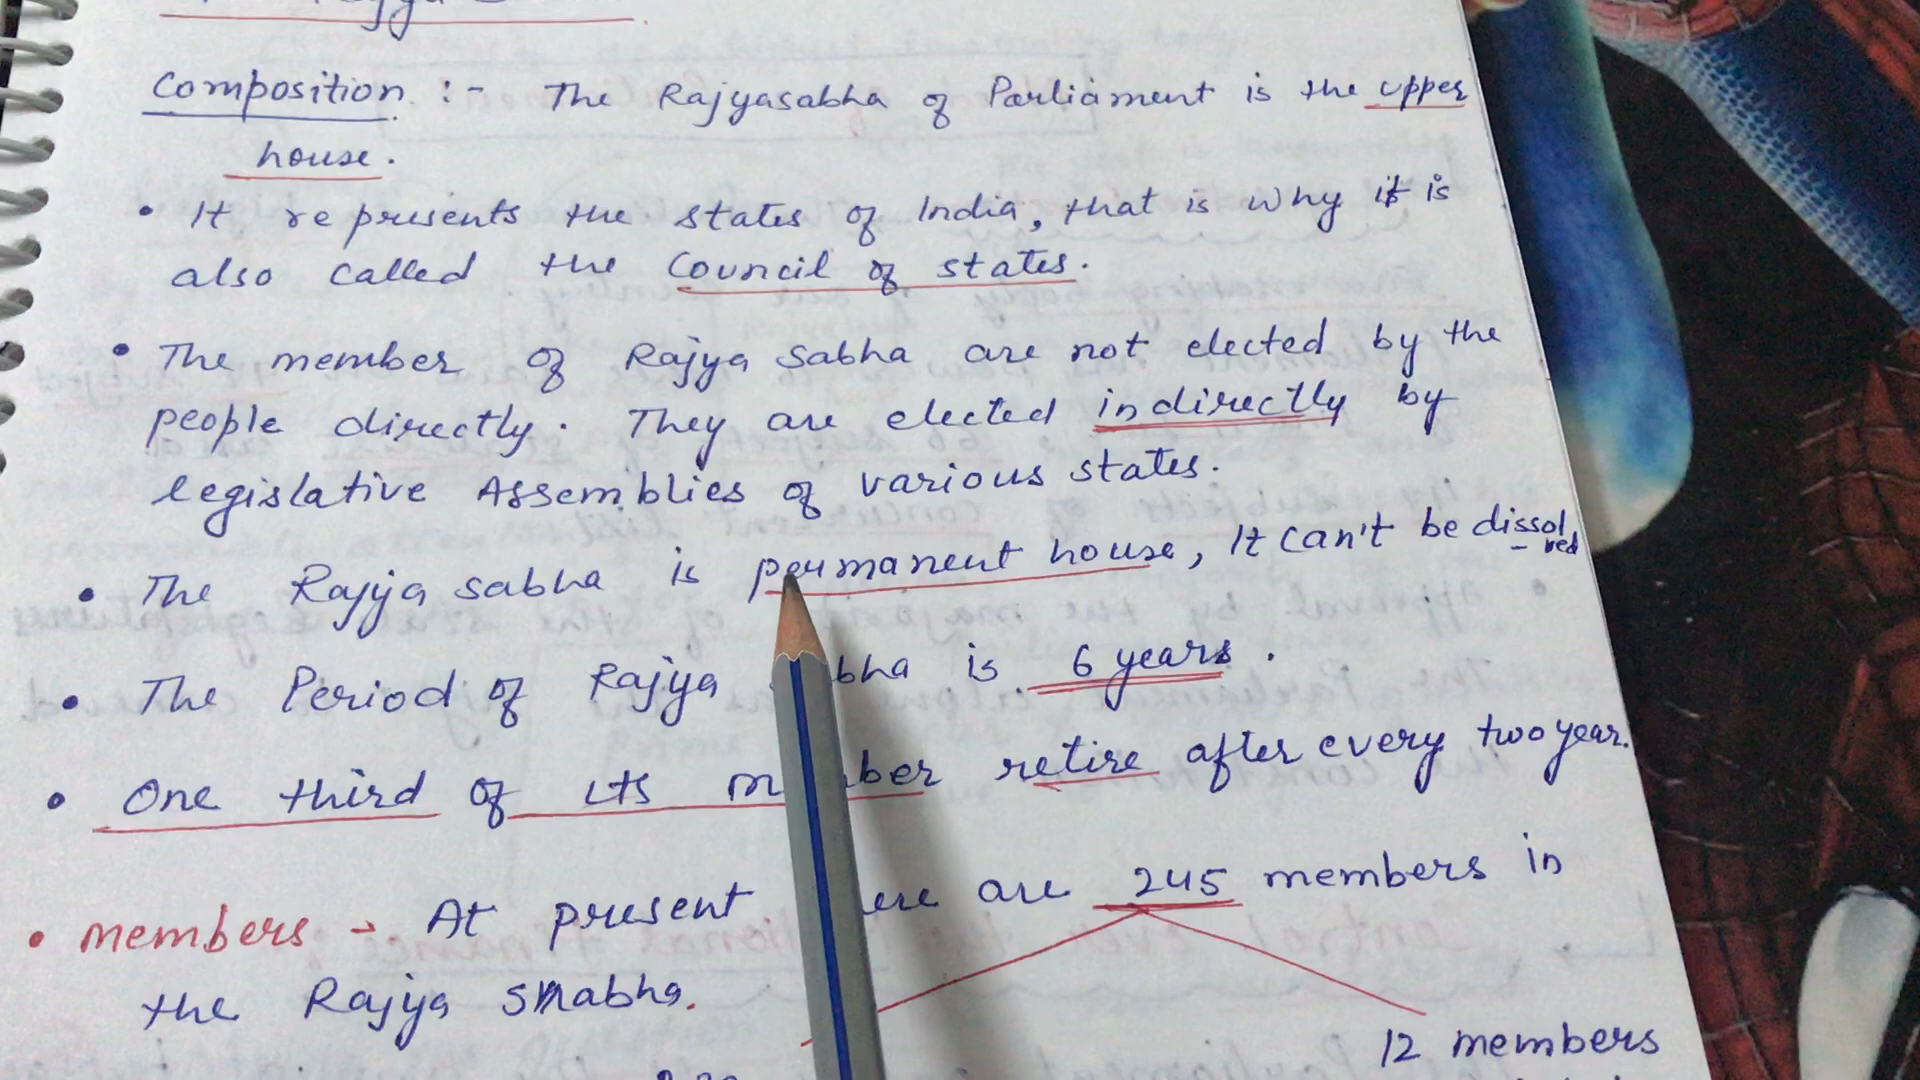 Composition :- The Rajyasabha of Parliament is the upper
house.
• It represents the states of India, that is why it is
also called the Council of states.
• The member of Rajya Sabha are not elected by the
people directly. They are elected indirectly by
legislative Assemblies of various states.
• The Rajya sabha is permanent house, It can't be dissol
ved
• The Period of Rajya bha is 6 years.
• One third of its member retire after every two year.
• members - At present are 245 members in
the Rajya Sabha.
12 members